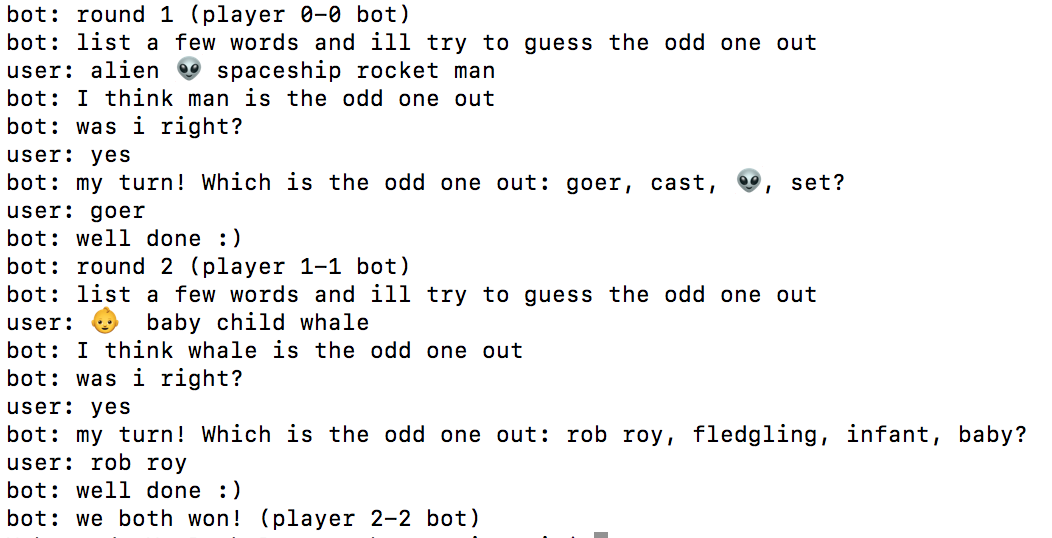 bot: round 1 (player 0-0 bot)
bot: list a few words and ill try to guess the odd one out
user: alien 👽 spaceship rocket man
bot: I think man is the odd one out
bot: was i right?
user: yes
bot: my turn! Which is the odd one out: goer, cast, 👽, set?
user: goer
bot: well done :)
bot: round 2 (player 1-1 bot)
bot: list a few words and ill try to guess the odd one out
user: 👶  baby child whale
bot: I think whale is the odd one out
bot: was i right?
user: yes
bot: my turn! Which is the odd one out: rob roy, fledgling, infant, baby?
user: rob roy
bot: well done :)
bot: we both won! (player 2-2 bot)